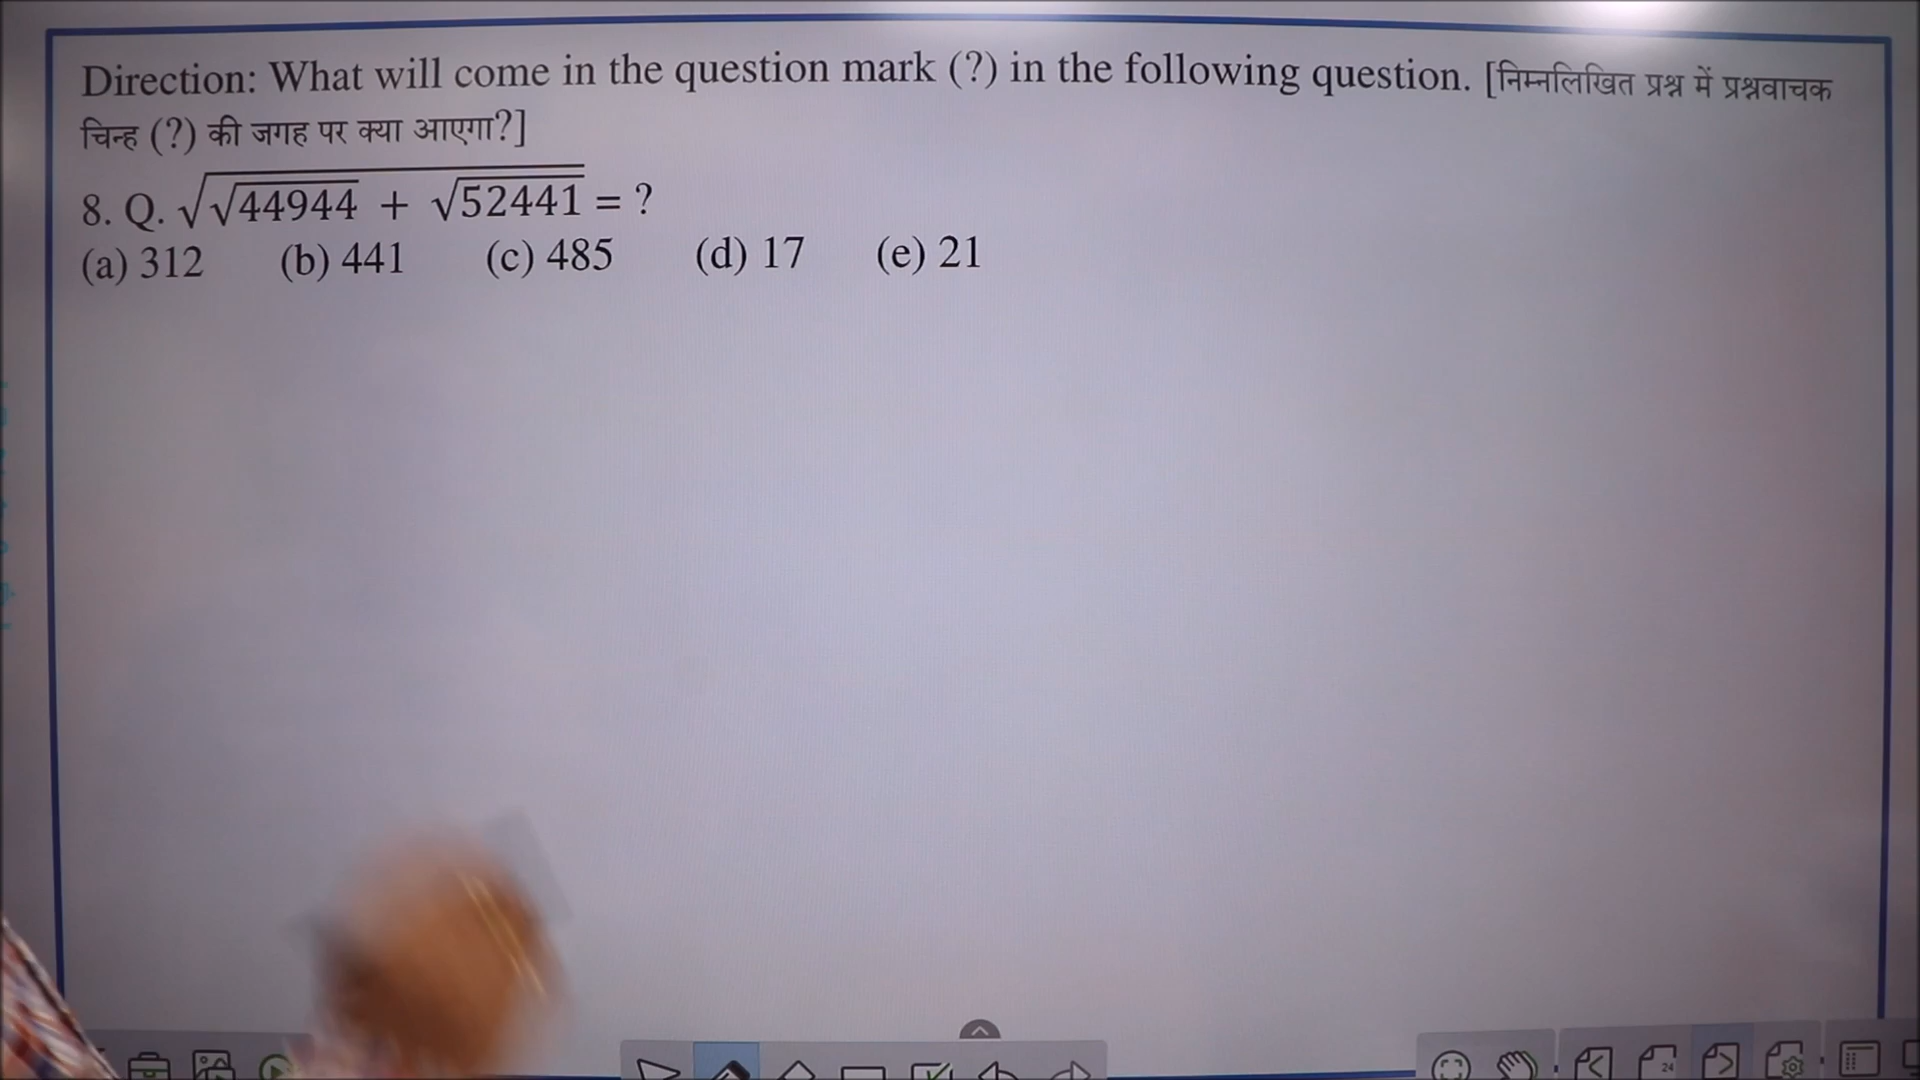 Direction: What will come in the question mark (?) in the following question. [निम्नलिखित प्रश्न में प्रश्नवाचक
चिन्ह (?) की जगह पर क्या आएगा?]
8. Q. √(√44944 + √52441) = ?
(a) 312 (b) 441 (c) 485 (d) 17 (e) 21
24